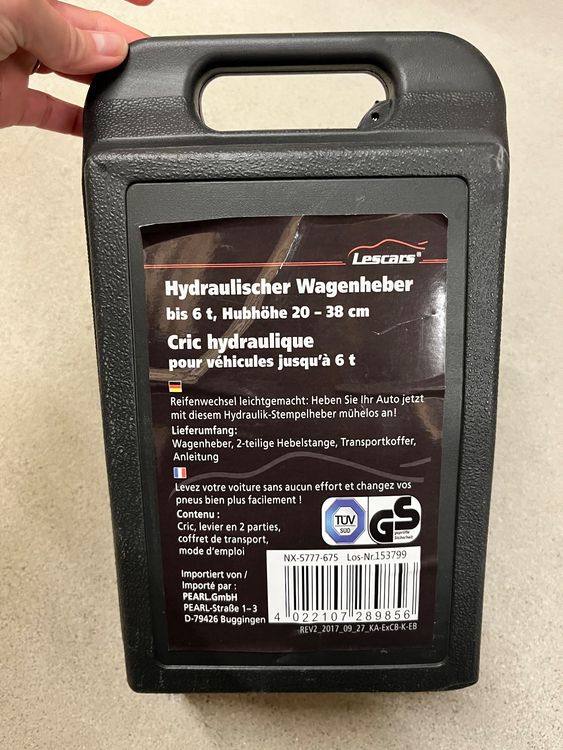 Lescars®
Hydraulischer Wagenheber
bis 6 t, Hubhöhe 20 – 38 cm
Cric hydraulique
pour véhicules jusqu'à 6 t
Reifenwechsel leichtgemacht: Heben Sie Ihr Auto jetzt
mit diesem Hydraulik-Stempelheber mühelos an!
Lieferumfang:
Wagenheber, 2-teilige Hebelstange, Transportkoffer,
Anleitung
Levez votre voiture sans aucun effort et changez vos
pneus bien plus facilement !
Contenu :
Cric, levier en 2 parties,
coffret de transport,
mode d'emploi
TÜV
SÜD
GS
geprüfte
Sicherheit
NX-5777-675 Los-Nr.153799
Importiert von /
Importé par :
PEARL.GmbH
PEARL-Straße 1–3
D-79426 Buggingen
4 022107 289856
REV2_2017_09_27_KA-ExCB-K-EB